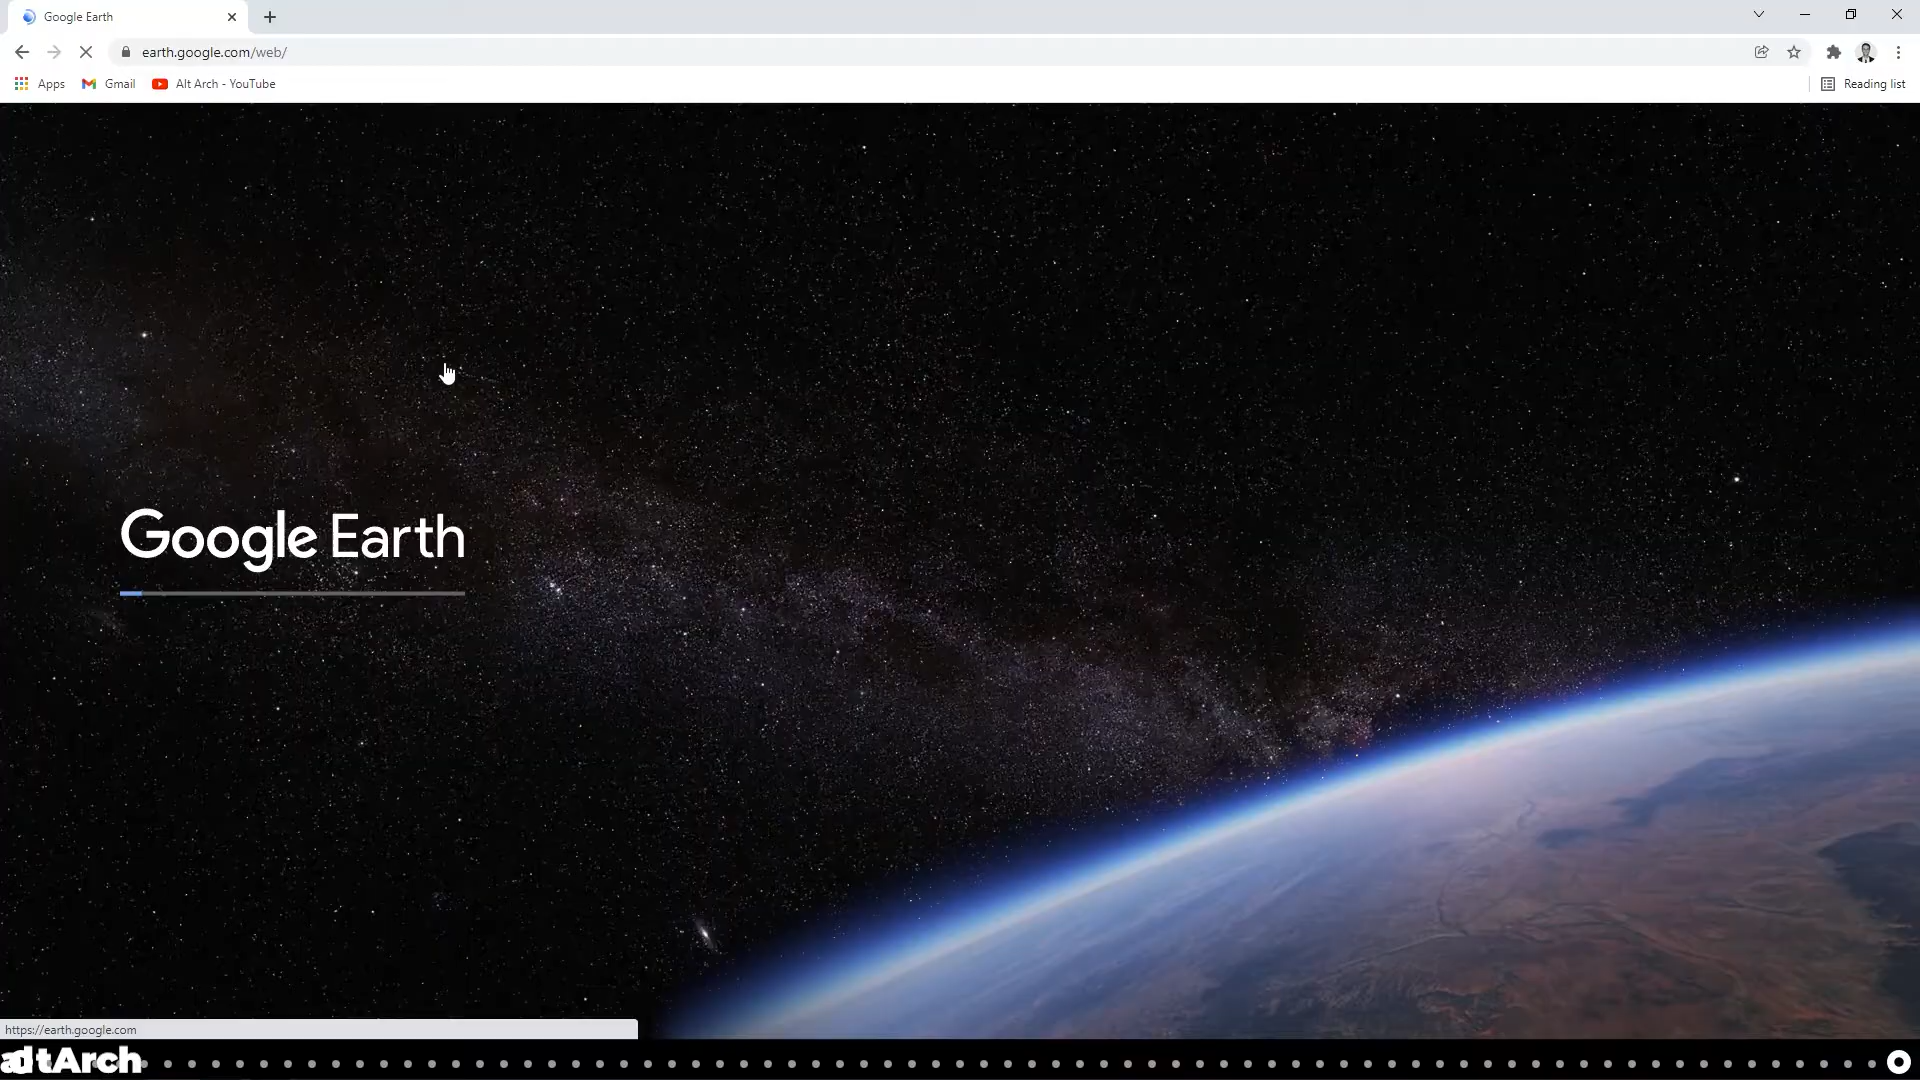 Google Earth
earth.google.com/web/
Apps
Gmail
Alt Arch - YouTube
Reading list
Google Earth
https://earth.google.com
altArch